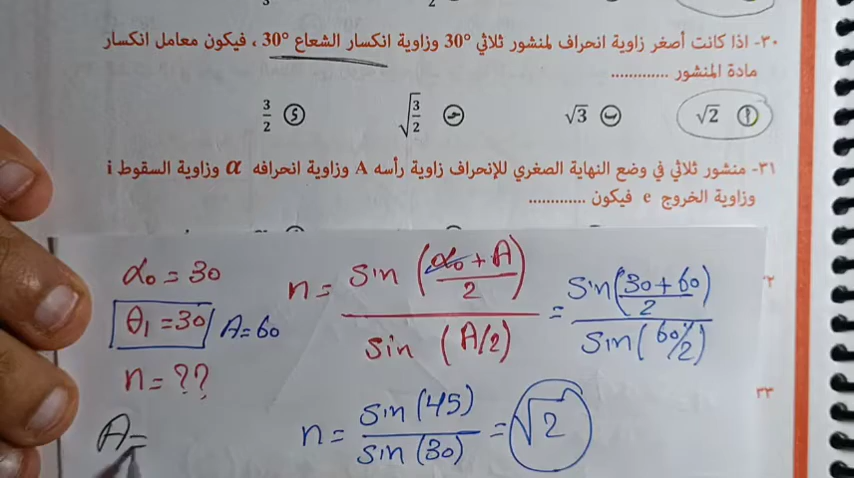 ٣٠- اذا كانت أصغر زاوية انحراف لمنشور ثلاثي 30° وزاوية انكسار الشعاع 30° ، فيكون معامل انكسار
مادة المنشور .............
أ √2 ب √3 جـ √(3/2) د 3/2
٣١- منشور ثلاثي في وضع النهاية الصغري للإنحراف زاوية رأسه A وزاوية انحرافه α وزاوية السقوط i
وزاوية الخروج e فيكون .............
α₀ = 30
θ₁ = 30 A = 60
n = ??
A =
n = sin((α₀ + A)/2) / sin(A/2) = sin((30 + 60)/2) / sin(60/2)
n = sin(45) / sin(30) = √2
٣٣